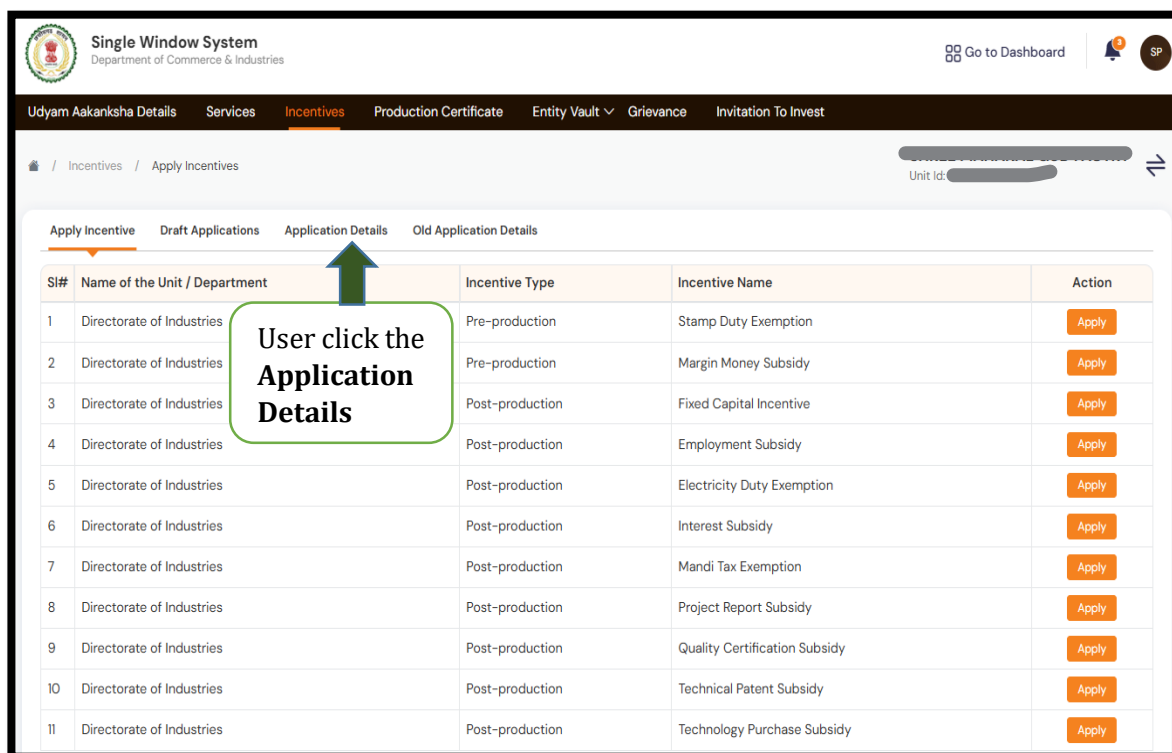 Single Window System
Department of Commerce & Industries
Go to Dashboard
3
SP
Udyam Aakanksha Details Services Incentives Production Certificate Entity Vault Grievance Invitation To Invest
/ Incentives / Apply Incentives
Unit Id:
Apply Incentive Draft Applications Application Details Old Application Details
Sl# Name of the Unit / Department Incentive Type Incentive Name Action
1 Directorate of Industries Pre-production Stamp Duty Exemption Apply
2 Directorate of Industries Pre-production Margin Money Subsidy Apply
3 Directorate of Industries Post-production Fixed Capital Incentive Apply
4 Directorate of Industries Post-production Employment Subsidy Apply
5 Directorate of Industries Post-production Electricity Duty Exemption Apply
6 Directorate of Industries Post-production Interest Subsidy Apply
7 Directorate of Industries Post-production Mandi Tax Exemption Apply
8 Directorate of Industries Post-production Project Report Subsidy Apply
9 Directorate of Industries Post-production Quality Certification Subsidy Apply
10 Directorate of Industries Post-production Technical Patent Subsidy Apply
11 Directorate of Industries Post-production Technology Purchase Subsidy Apply
User click the
Application
Details